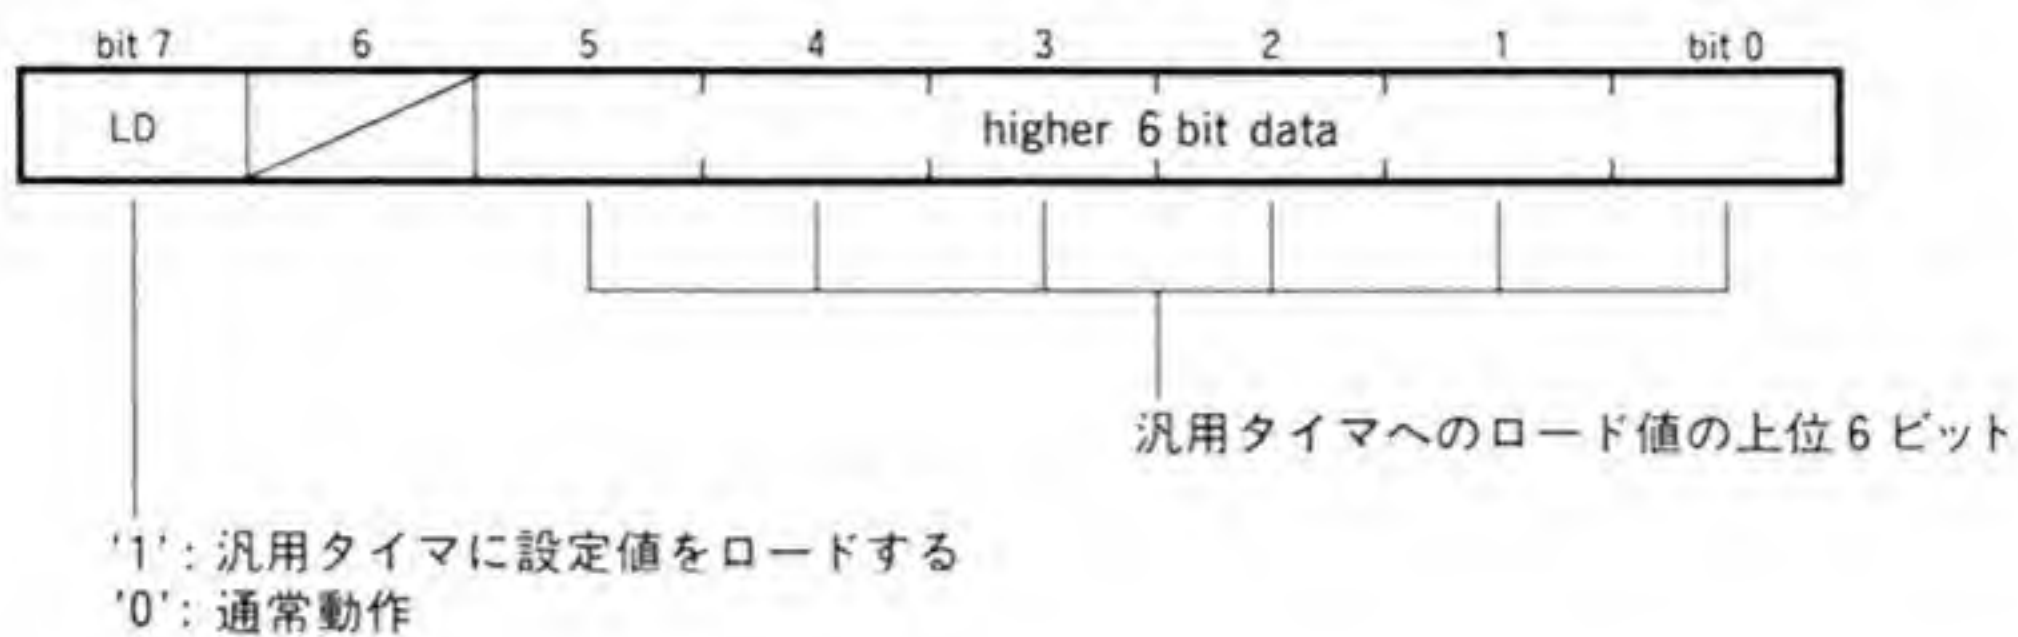 bit 7 6 5 4 3 2 1 bit 0
LD higher 6 bit data
汎用タイマへのロード値の上位6ビット
'1': 汎用タイマに設定値をロードする
'0': 通常動作